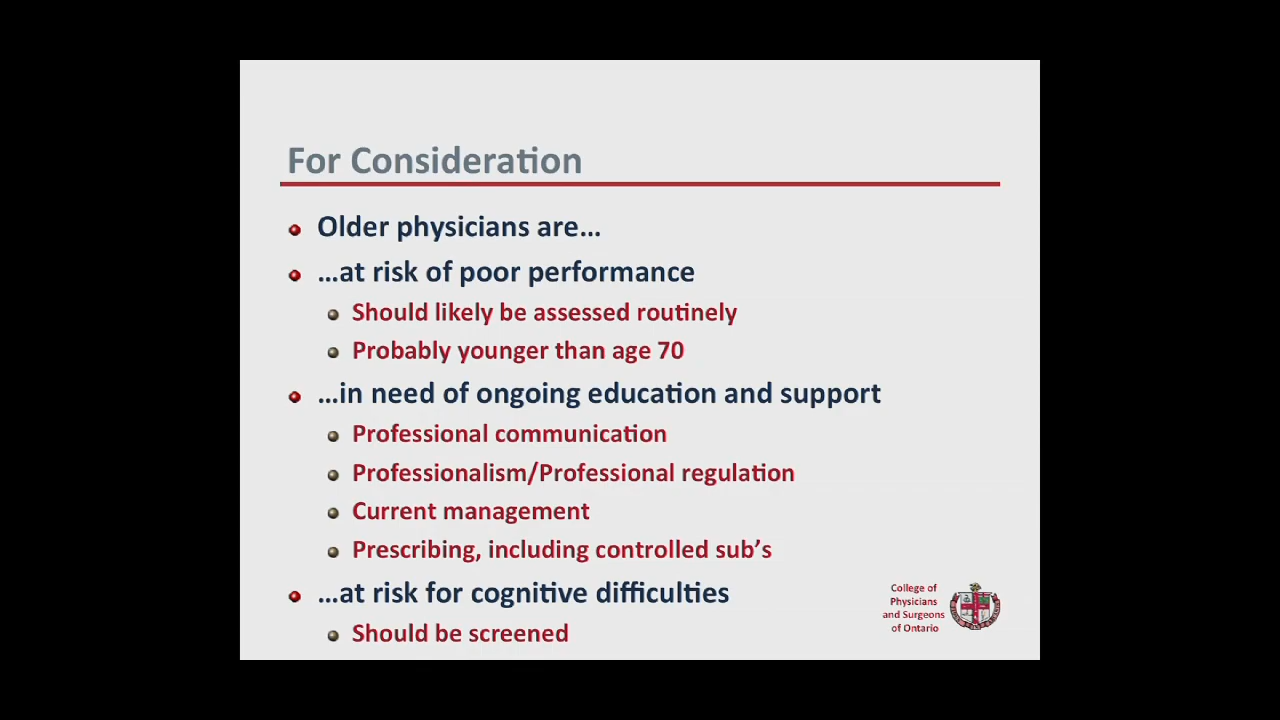 For Consideration
Older physicians are...
...at risk of poor performance
Should likely be assessed routinely
Probably younger than age 70
...in need of ongoing education and support
Professional communication
Professionalism/Professional regulation
Current management
Prescribing, including controlled sub's
...at risk for cognitive difficulties
Should be screened
College of
Physicians
and Surgeons
of Ontario